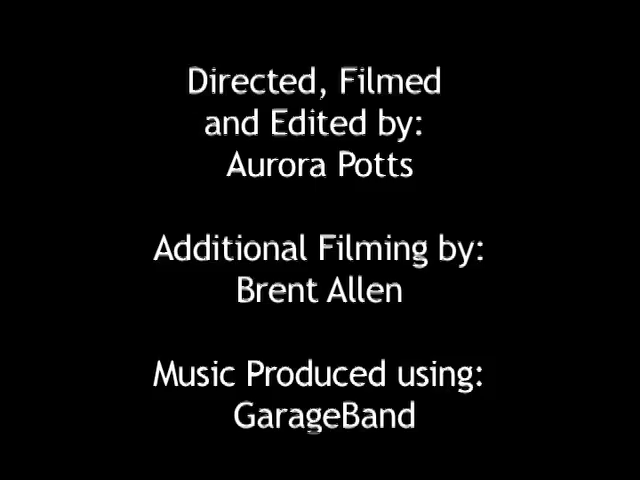 Directed, Filmed
and Edited by:
Aurora Potts
Additional Filming by:
Brent Allen
Music Produced using:
GarageBand